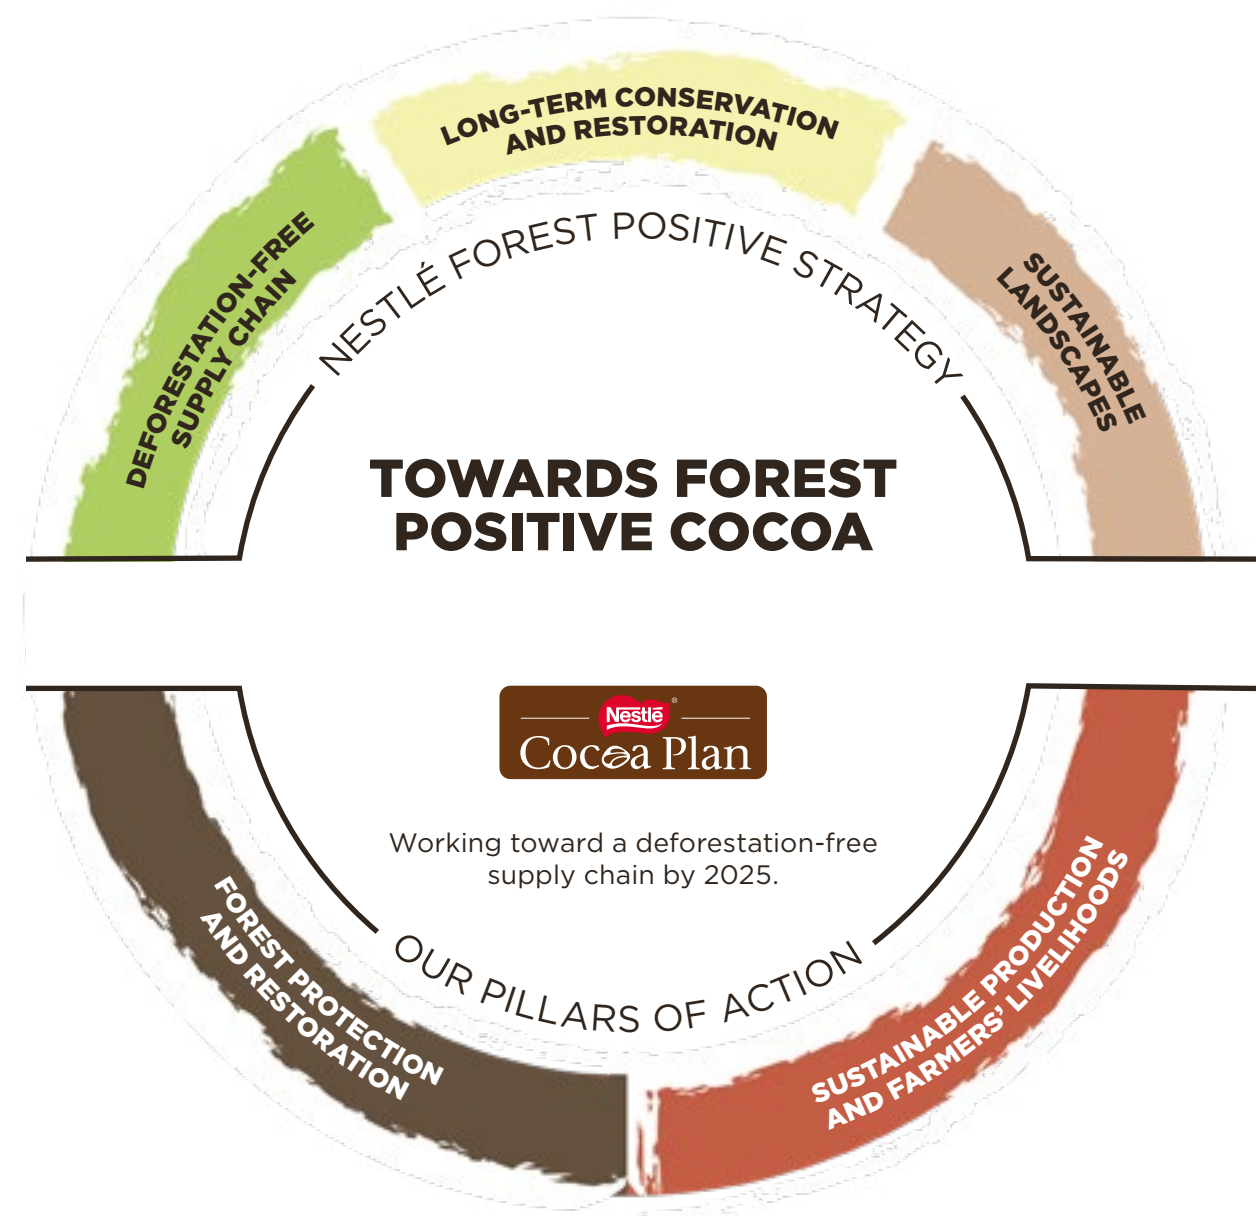 LONG-TERM CONSERVATION
AND RESTORATION
DEFORESTATION-FREE
SUPPLY CHAIN
SUSTAINABLE
LANDSCAPES
NESTLÉ FOREST POSITIVE STRATEGY
TOWARDS FOREST
POSITIVE COCOA
Nestlé®
Cocoa Plan
Working toward a deforestation-free
supply chain by 2025.
OUR PILLARS OF ACTION
FOREST PROTECTION
AND RESTORATION
SUSTAINABLE PRODUCTION
AND FARMERS’ LIVELIHOODS